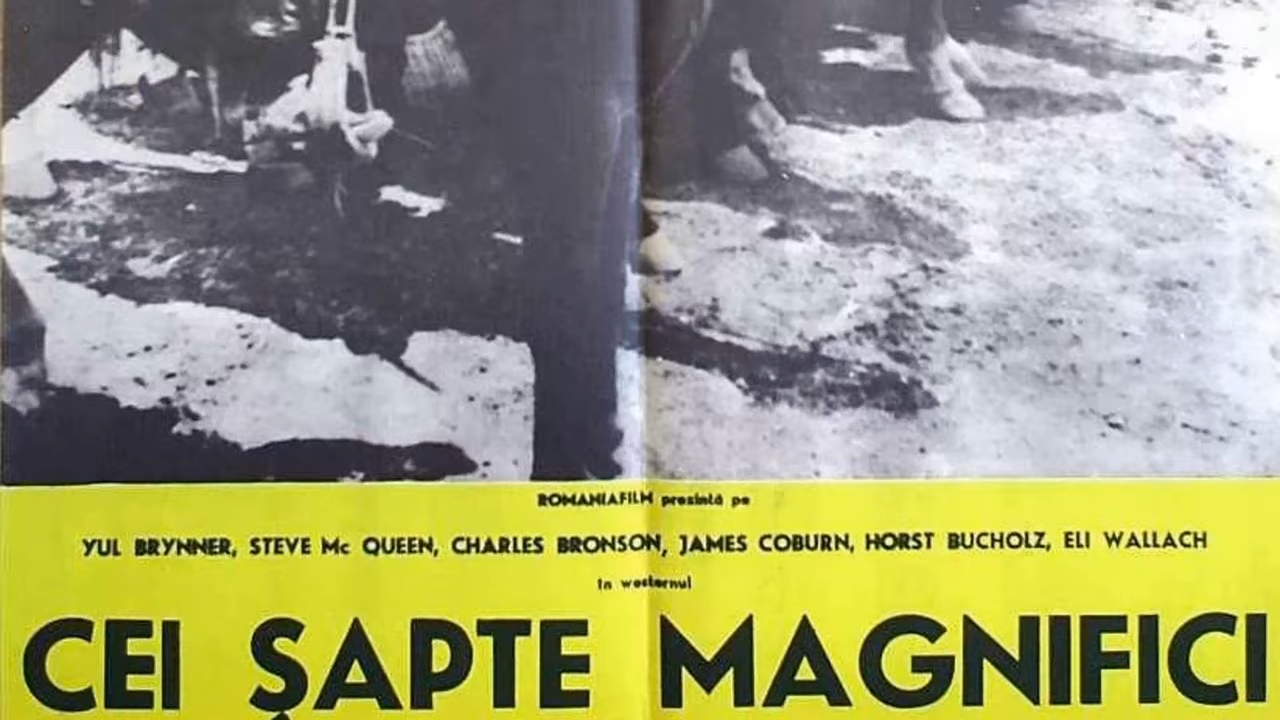 ROMANIAFILM prezintă pe
YUL BRYNNER, STEVE Mc QUEEN, CHARLES BRONSON, JAMES COBURN, HORST BUCHOLZ, ELI WALLACH
în westernul
CEI ȘAPTE MAGNIFICI